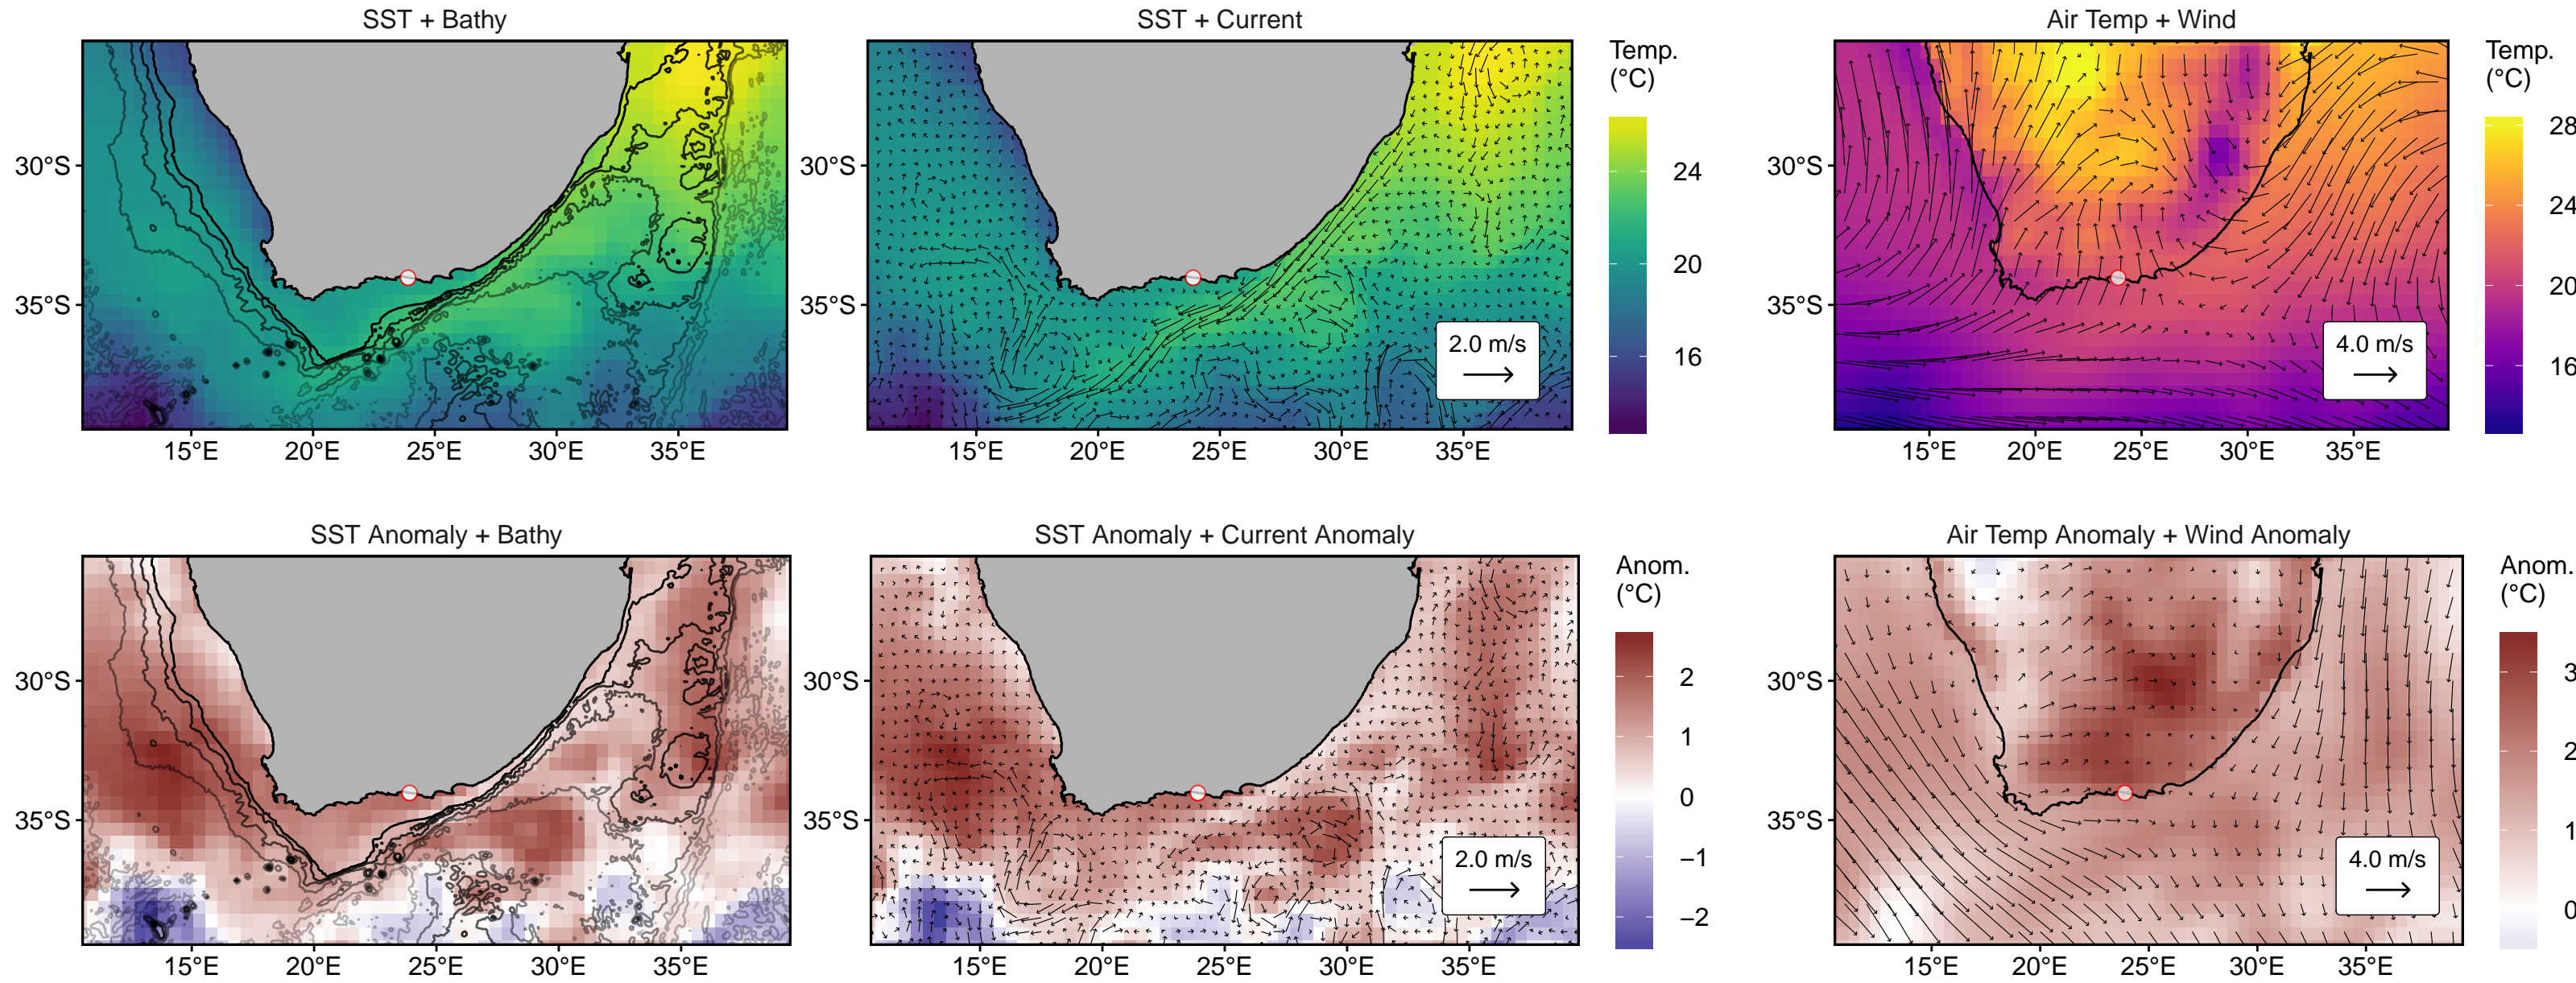 SST + Bathy
SST + Current
Air Temp + Wind
30°S
35°S
15°E 20°E 25°E 30°E 35°E
30°S
35°S
2.0 m/s
15°E 20°E 25°E 30°E 35°E
Temp.
(°C)
24
20
16
30°S
35°S
4.0 m/s
15°E 20°E 25°E 30°E 35°E
Temp.
(°C)
28
24
20
16
SST Anomaly + Bathy
SST Anomaly + Current Anomaly
Air Temp Anomaly + Wind Anomaly
30°S
35°S
15°E 20°E 25°E 30°E 35°E
30°S
35°S
2.0 m/s
15°E 20°E 25°E 30°E 35°E
Anom.
(°C)
2
1
0
−1
−2
30°S
35°S
4.0 m/s
15°E 20°E 25°E 30°E 35°E
Anom.
(°C)
3
2
1
0